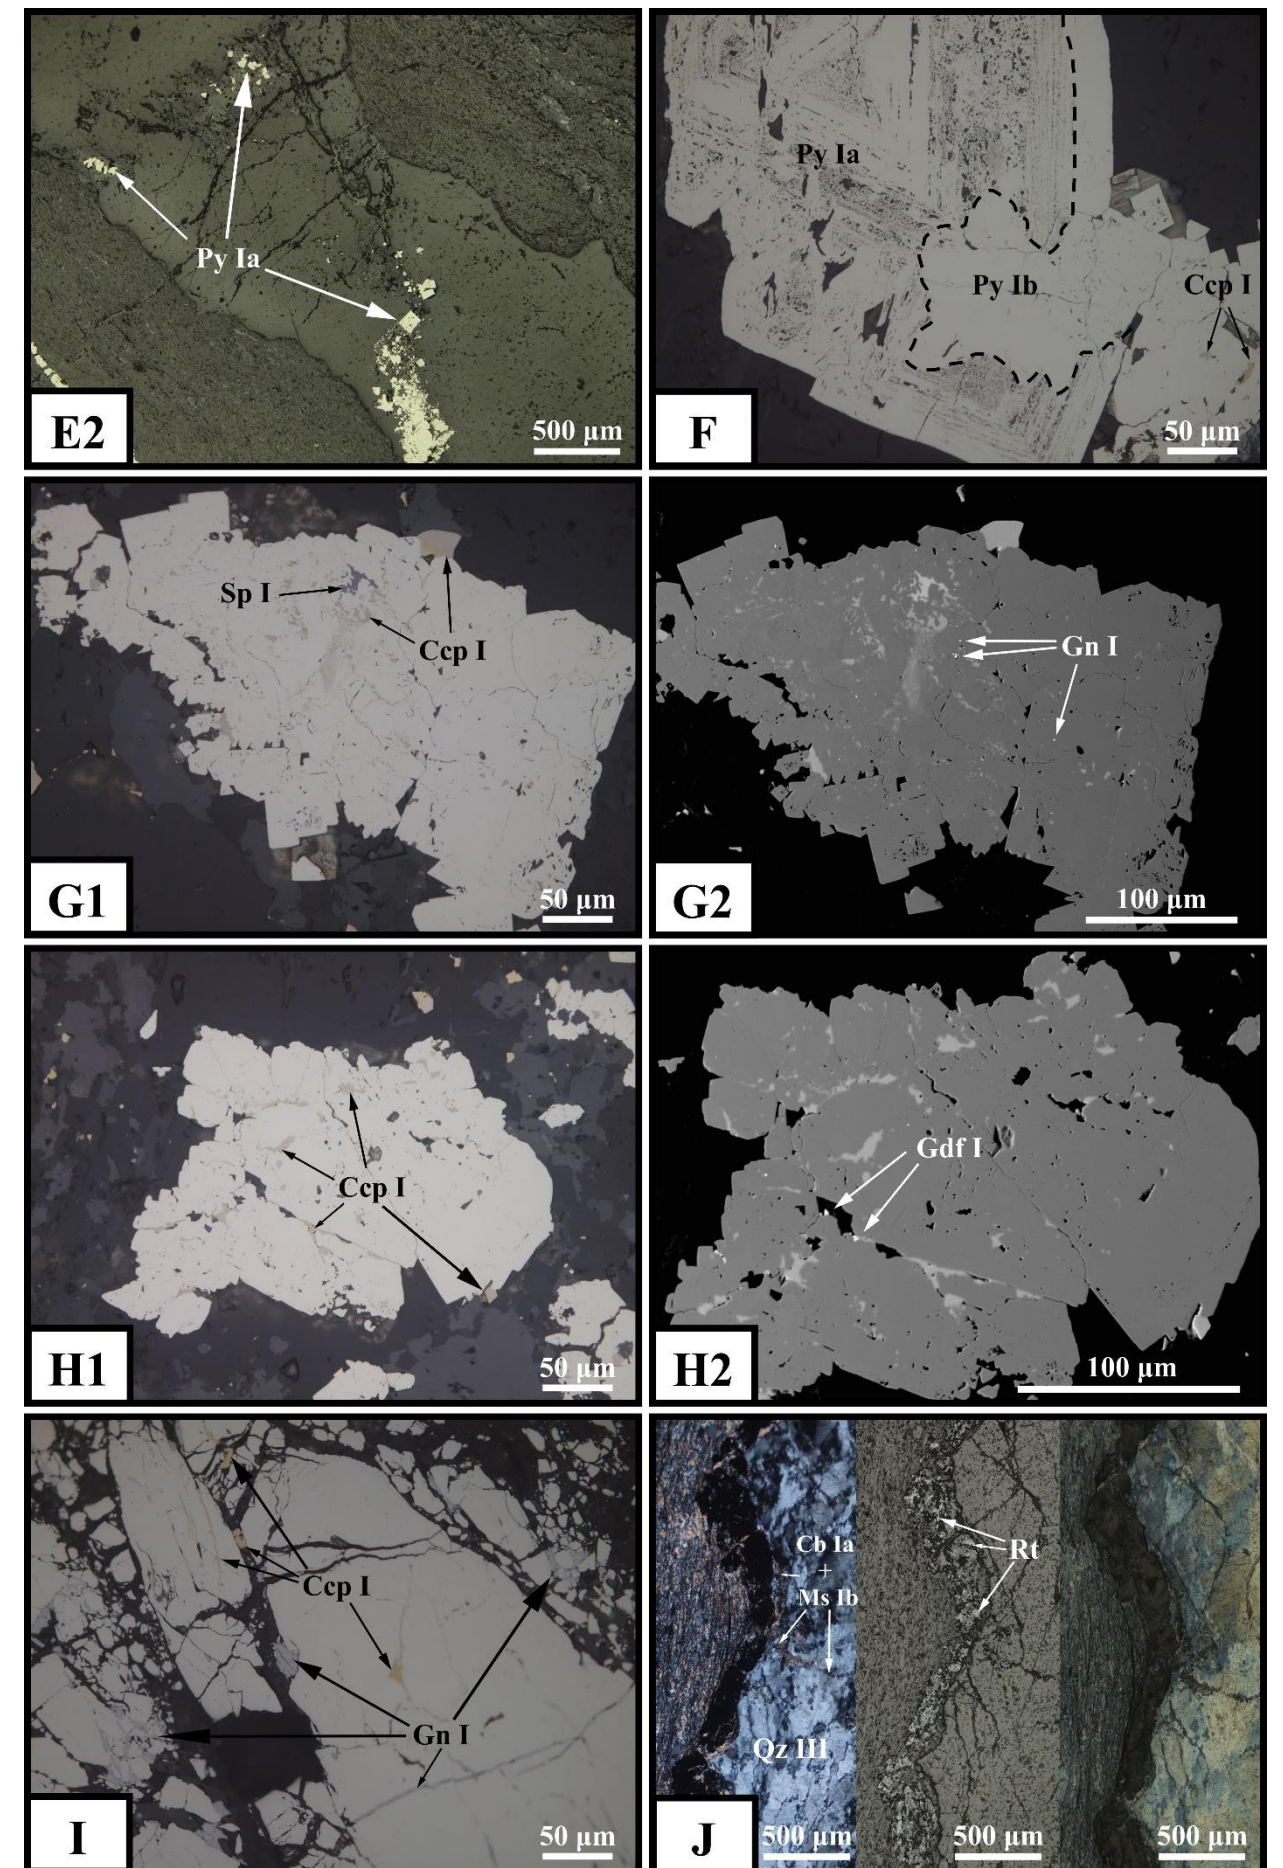 Py Ia
E2
500 µm
Py Ia
Py Ib
Ccp I
F
50 µm
Sp I
Ccp I
G1
50 µm
Gn I
G2
100 µm
Ccp I
H1
50 µm
Gdf I
H2
100 µm
Ccp I
Gn I
I
50 µm
Cb Ia
+
Ms Ib
Rt
Qz III
J
500 µm
500 µm
500 µm